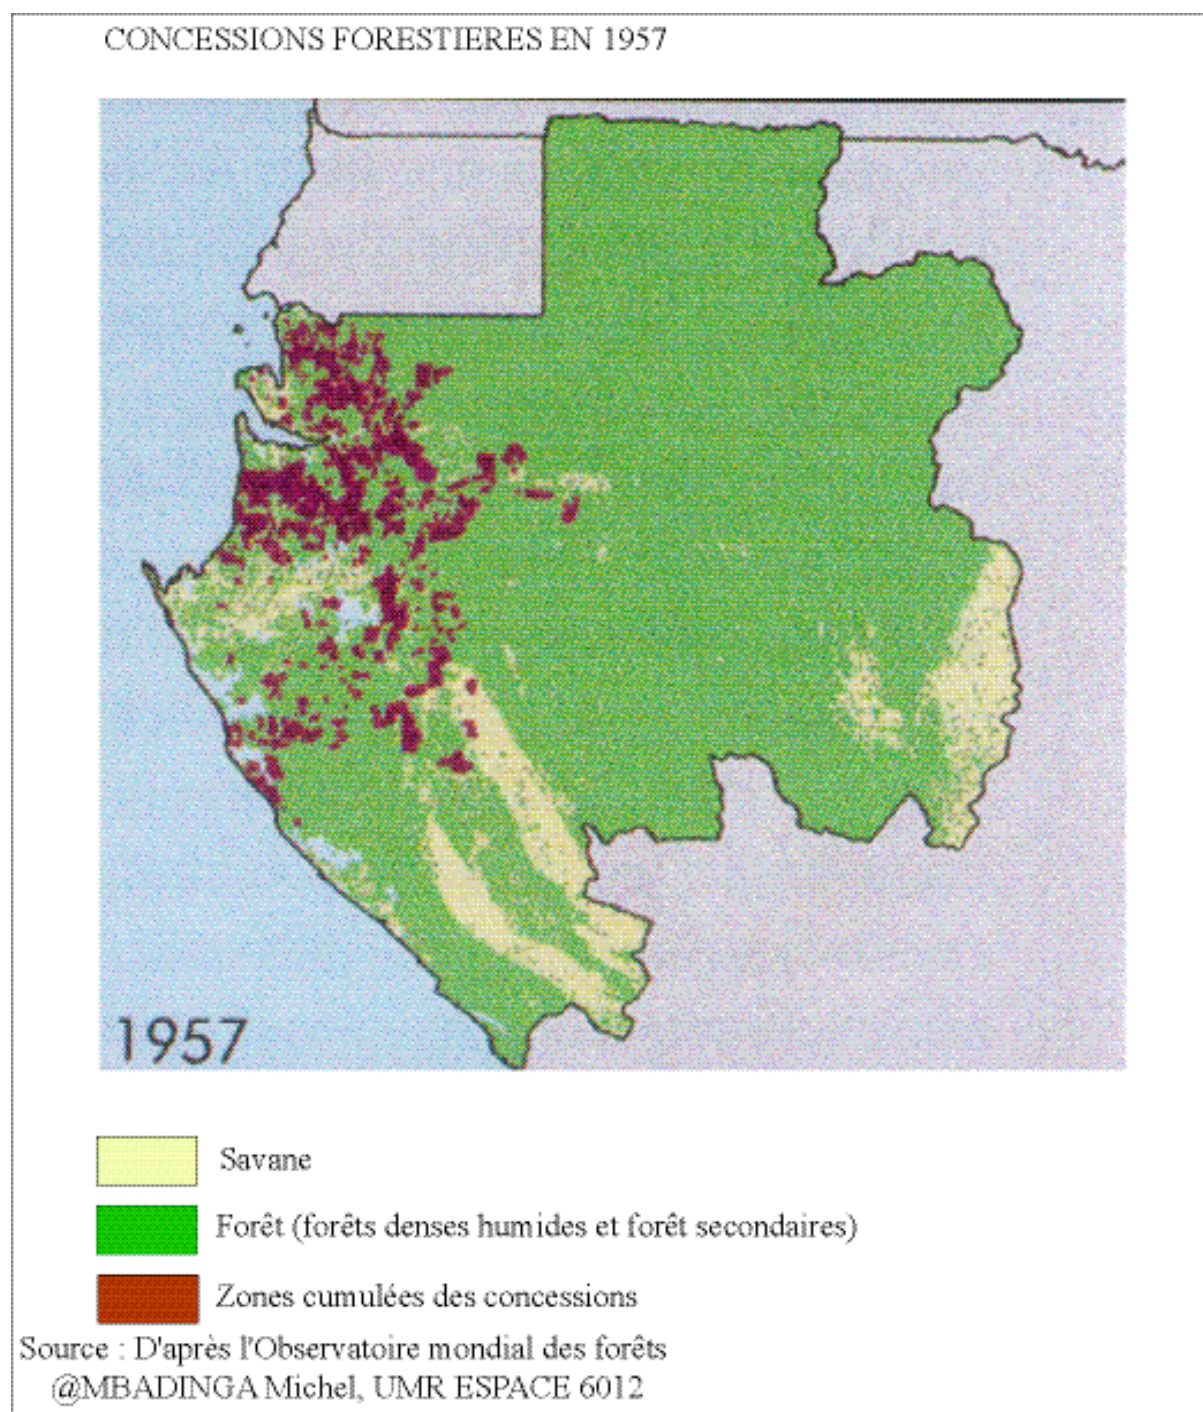 CONCESSIONS FORESTIERES EN 1957
1957
Savane
Forêt (forêts denses humides et forêt secondaires)
Zones cumulées des concessions
Source : D'après l'Observatoire mondial des forêts
@MBADINGA Michel, UMR ESPACE 6012